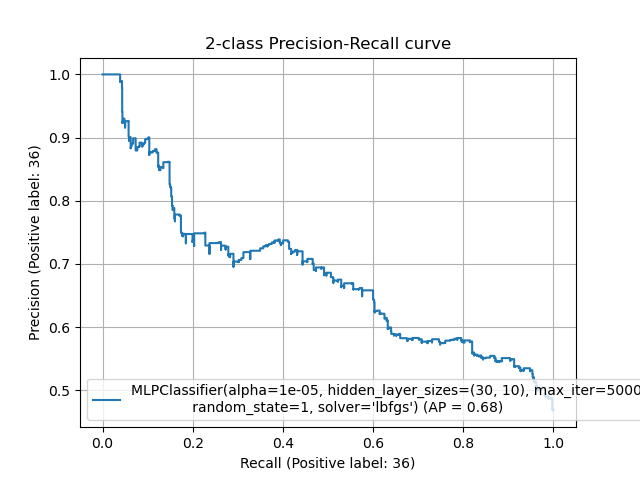 2-class Precision-Recall curve
Precision (Positive label: 36)
1.0
0.9
0.8
0.7
0.6
0.5
MLPClassifier(alpha=1e-05, hidden_layer_sizes=(30, 10), max_iter=5000
random_state=1, solver='lbfgs') (AP = 0.68)
0.0 0.2 0.4 0.6 0.8 1.0
Recall (Positive label: 36)